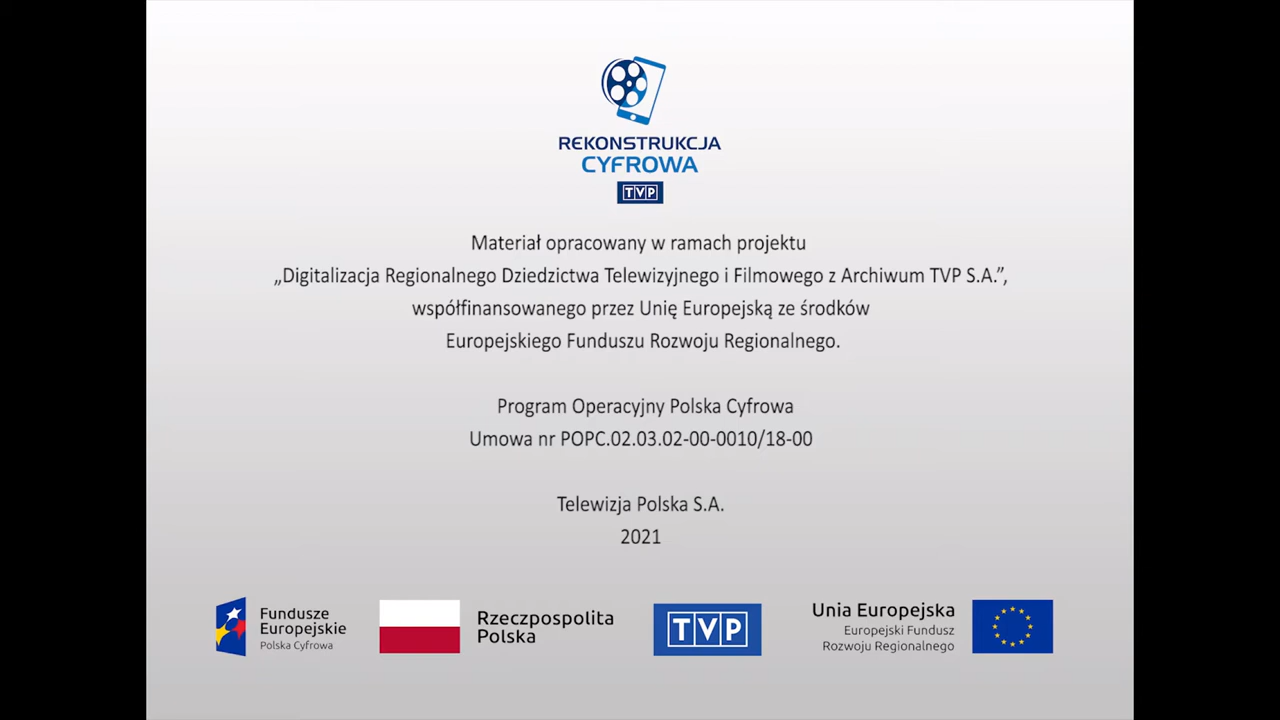 REKONSTRUKCJA
CYFROWA
TVP
Materiał opracowany w ramach projektu
„Digitalizacja Regionalnego Dziedzictwa Telewizyjnego i Filmowego z Archiwum TVP S.A.”,
współfinansowanego przez Unię Europejską ze środków
Europejskiego Funduszu Rozwoju Regionalnego.
Program Operacyjny Polska Cyfrowa
Umowa nr POPC.02.03.02-00-0010/18-00
Telewizja Polska S.A.
2021
Fundusze
Europejskie
Polska Cyfrowa
Rzeczpospolita
Polska
TVP
Unia Europejska
Europejski Fundusz
Rozwoju Regionalnego